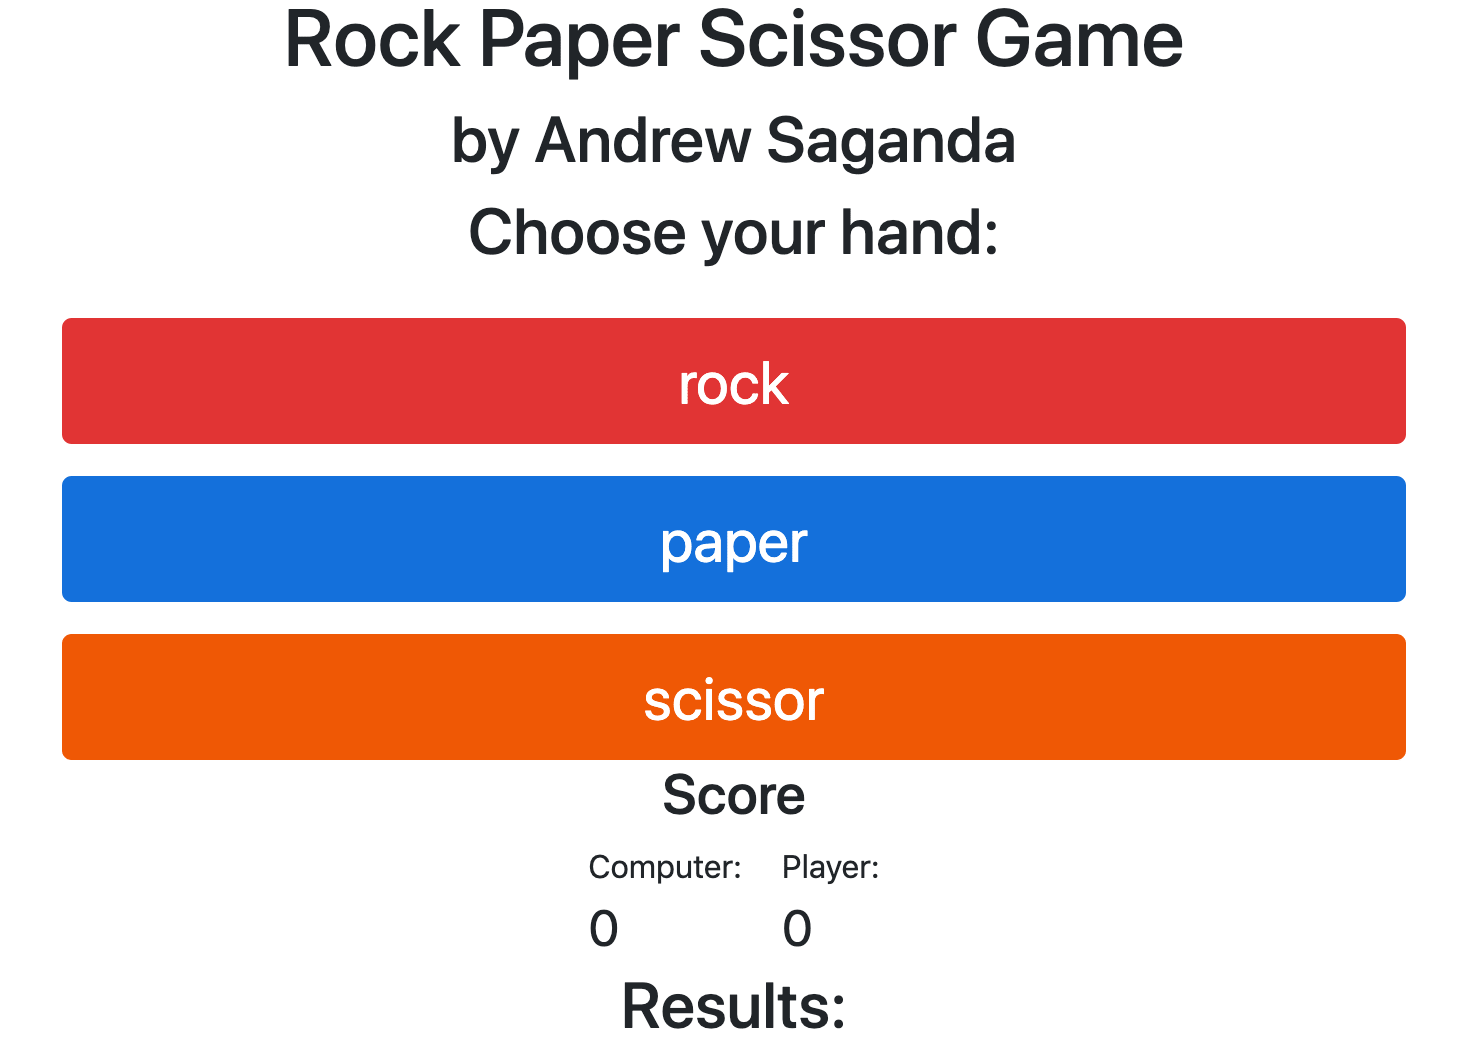 Rock Paper Scissor Game
by Andrew Saganda
Choose your hand:
rock
paper
scissor
Score
Computer: Player:
0 0
Results: